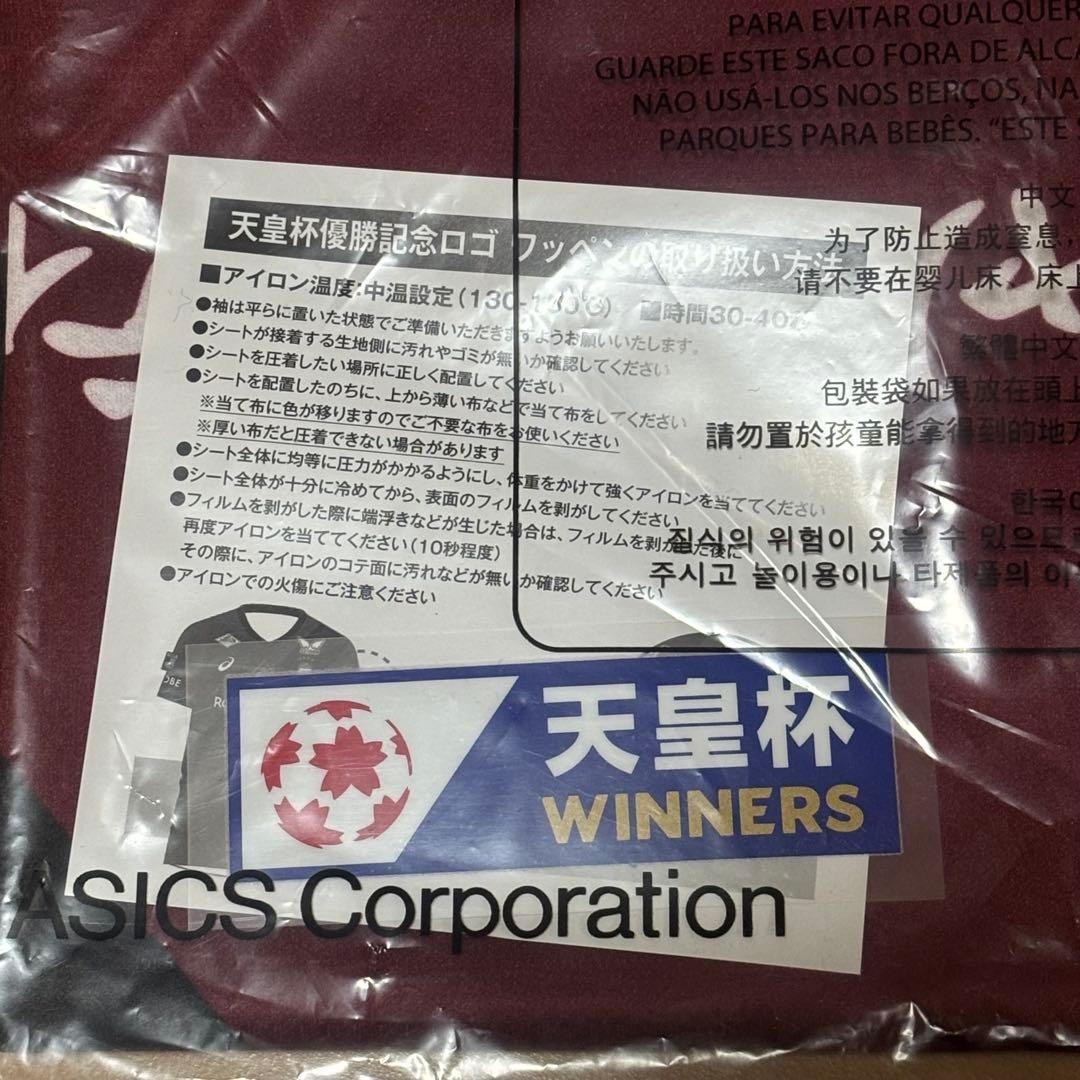 PARA EVITAR QUALQUER
GUARDE ESTE SACO FORA DE ALCA
NÃO USÁ-LOS NOS BERÇOS, NA
PARQUES PARA BEBÊS. "ESTE
中文
为了防止造成窒息，
请不要在婴儿床、床上
繁體中文
包裝袋如果放在頭上
請勿置於孩童能拿得到的地方
한국어
질식의 위험이 있을 수 있으므로
주시고 놀이용이나 타제품의 이
天皇杯優勝記念ロゴ ワッペンの取り扱い方法
■アイロン温度:中温設定(130-
■時間30-40
●袖は平らに置いた状態でご準備いただきますようお願いいたします。
●シートが接着する生地側に汚れやゴミが無いか確認してください
●シートを圧着したい場所に正しく配置してください
●シートを配置したのちに、上から薄い布などで当て布をしてください
※当て布に色が移りますのでご不要な布をお使いください
※厚い布だと圧着できない場合があります
●シート全体に均等に圧力がかかるようにし、体重をかけて強くアイロンを当ててください
●シート全体が十分に冷めてから、表面のフィルムを剥がしてください
●フィルムを剥がした際に端浮きなどが生じた場合は、フィルムを剥がした後に
再度アイロンを当ててください(10秒程度)
その際に、アイロンのコテ面に汚れなどが無いか確認してください
●アイロンでの火傷にご注意ください
天皇杯
WINNERS
ASICS Corporation